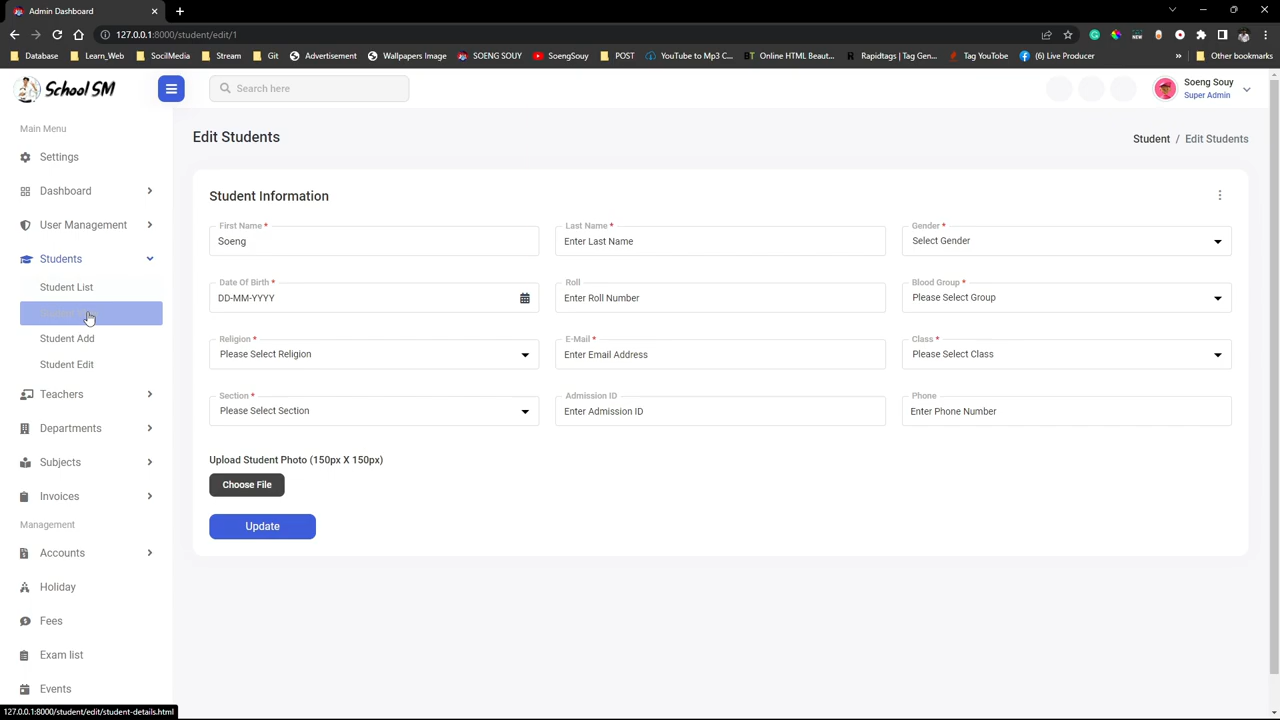 Admin Dashboard
127.0.0.1:8000/student/edit/1
Database
Learn_Web
SocilMedia
Stream
Git
Advertisement
Wallpapers Image
SOENG SOUY
SoengSouy
POST
YouTube to Mp3 C...
BT Online HTML Beaut...
R Rapidtags | Tag Gen...
Tag YouTube
(6) Live Producer
»
Other bookmarks
School SM
Search here
Soeng Souy
Super Admin
Main Menu
Settings
Dashboard
User Management
Students
Student List
Student Add
Student Edit
Teachers
Departments
Subjects
Invoices
Management
Accounts
Holiday
Fees
Exam list
Events
Edit Students
Student / Edit Students
Student Information
First Name *
Soeng
Last Name *
Enter Last Name
Gender *
Select Gender
Date Of Birth *
DD-MM-YYYY
Roll
Enter Roll Number
Blood Group *
Please Select Group
Religion *
Please Select Religion
E-Mail *
Enter Email Address
Class *
Please Select Class
Section *
Please Select Section
Admission ID
Enter Admission ID
Phone
Enter Phone Number
Upload Student Photo (150px X 150px)
Choose File
Update
127.0.0.1:8000/student/edit/student-details.html